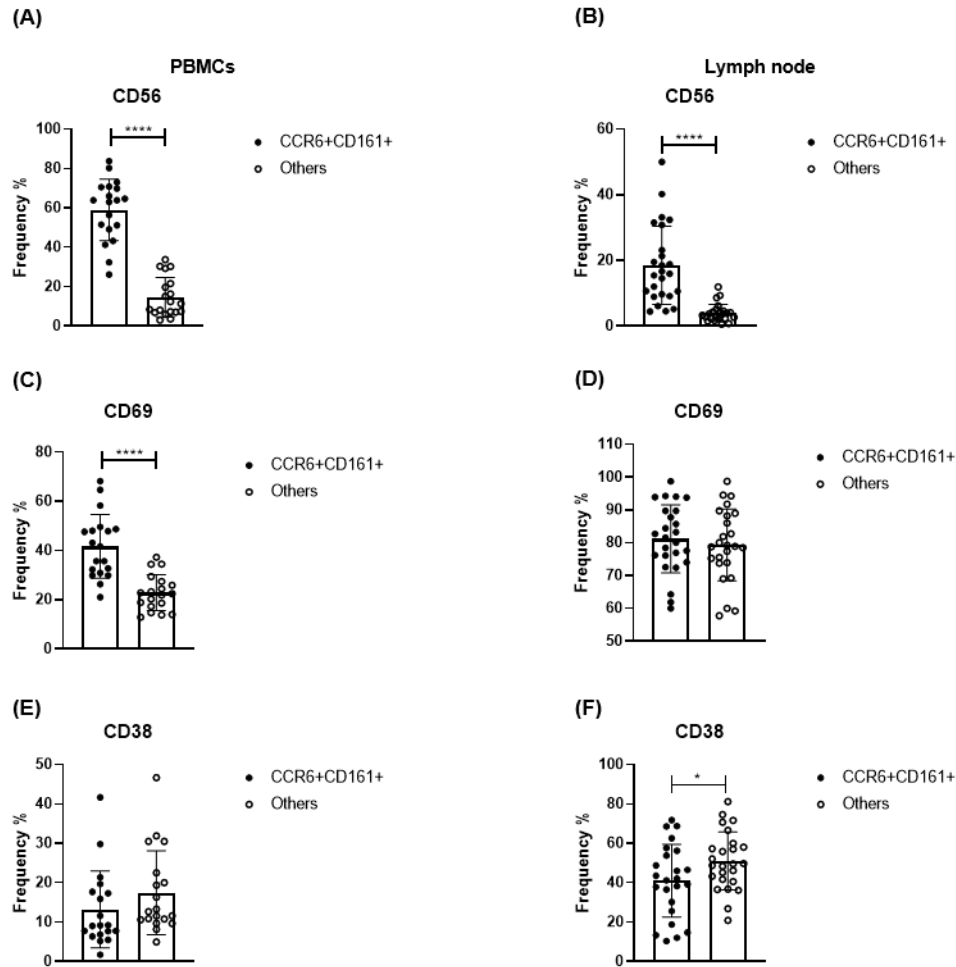 (A)
PBMCs
CD56
****
CCR6+CD161+
Others
Frequency %
100
80
60
40
20
0
(B)
Lymph node
CD56
****
CCR6+CD161+
Others
Frequency %
60
40
20
0
(C)
CD69
****
CCR6+CD161+
Others
Frequency %
80
60
40
20
0
(D)
CD69
CCR6+CD161+
Others
Frequency %
110
100
90
80
70
60
50
(E)
CD38
CCR6+CD161+
Others
Frequency %
50
40
30
20
10
0
(F)
CD38
*
CCR6+CD161+
Others
Frequency %
100
80
60
40
20
0